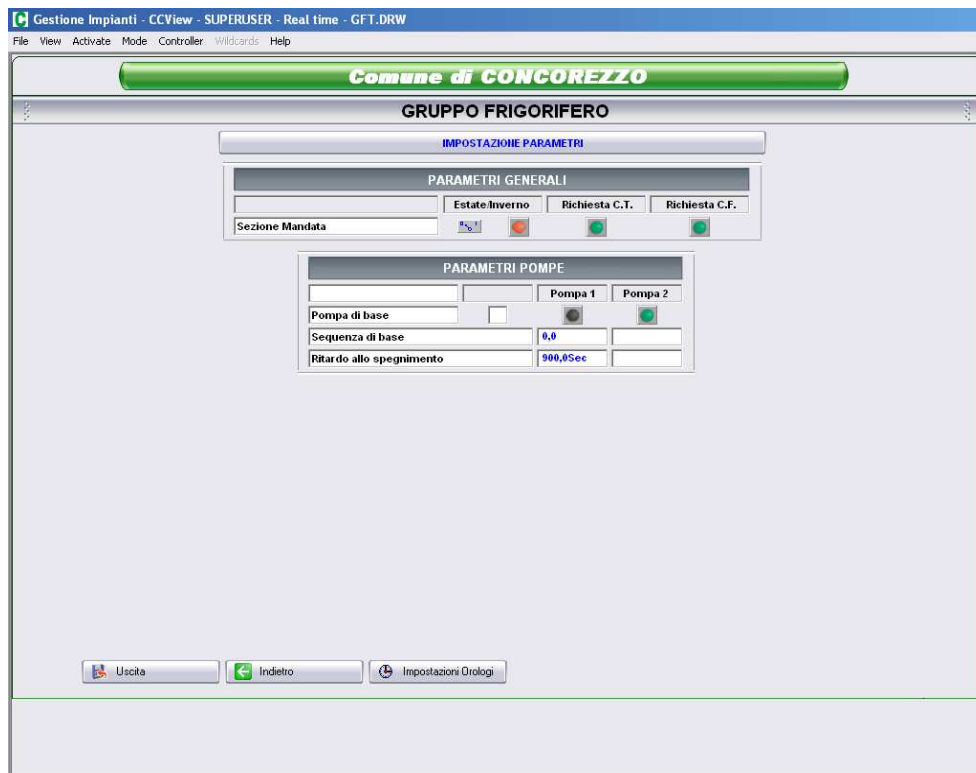 Gestione Impianti - CCView - SUPERUSER - Real time - GFT.DRW
File View Activate Mode Controller Wildcards Help
Comune di CONCOREZZO
GRUPPO FRIGORIFERO
IMPOSTAZIONE PARAMETRI
PARAMETRI GENERALI
Estate/Inverno Richiesta C.T. Richiesta C.F.
Sezione Mandata
PARAMETRI POMPE
Pompa 1 Pompa 2
Pompa di base
Sequenza di base 0,0
Ritardo allo spegnimento 900,0Sec
Uscita Indietro Impostazioni Orologi